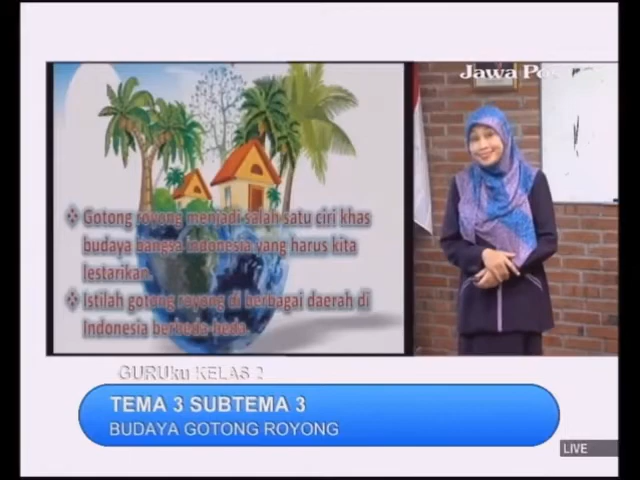 Jawa Po
Gotong royong menjadi salah satu ciri khas
budaya bangsa Indonesia yang harus kita
lestarikan.
Istilah gotong royong di berbagai daerah di
Indonesia berbeda-beda.
GURUku KELAS 2
TEMA 3 SUBTEMA 3
BUDAYA GOTONG ROYONG
LIVE